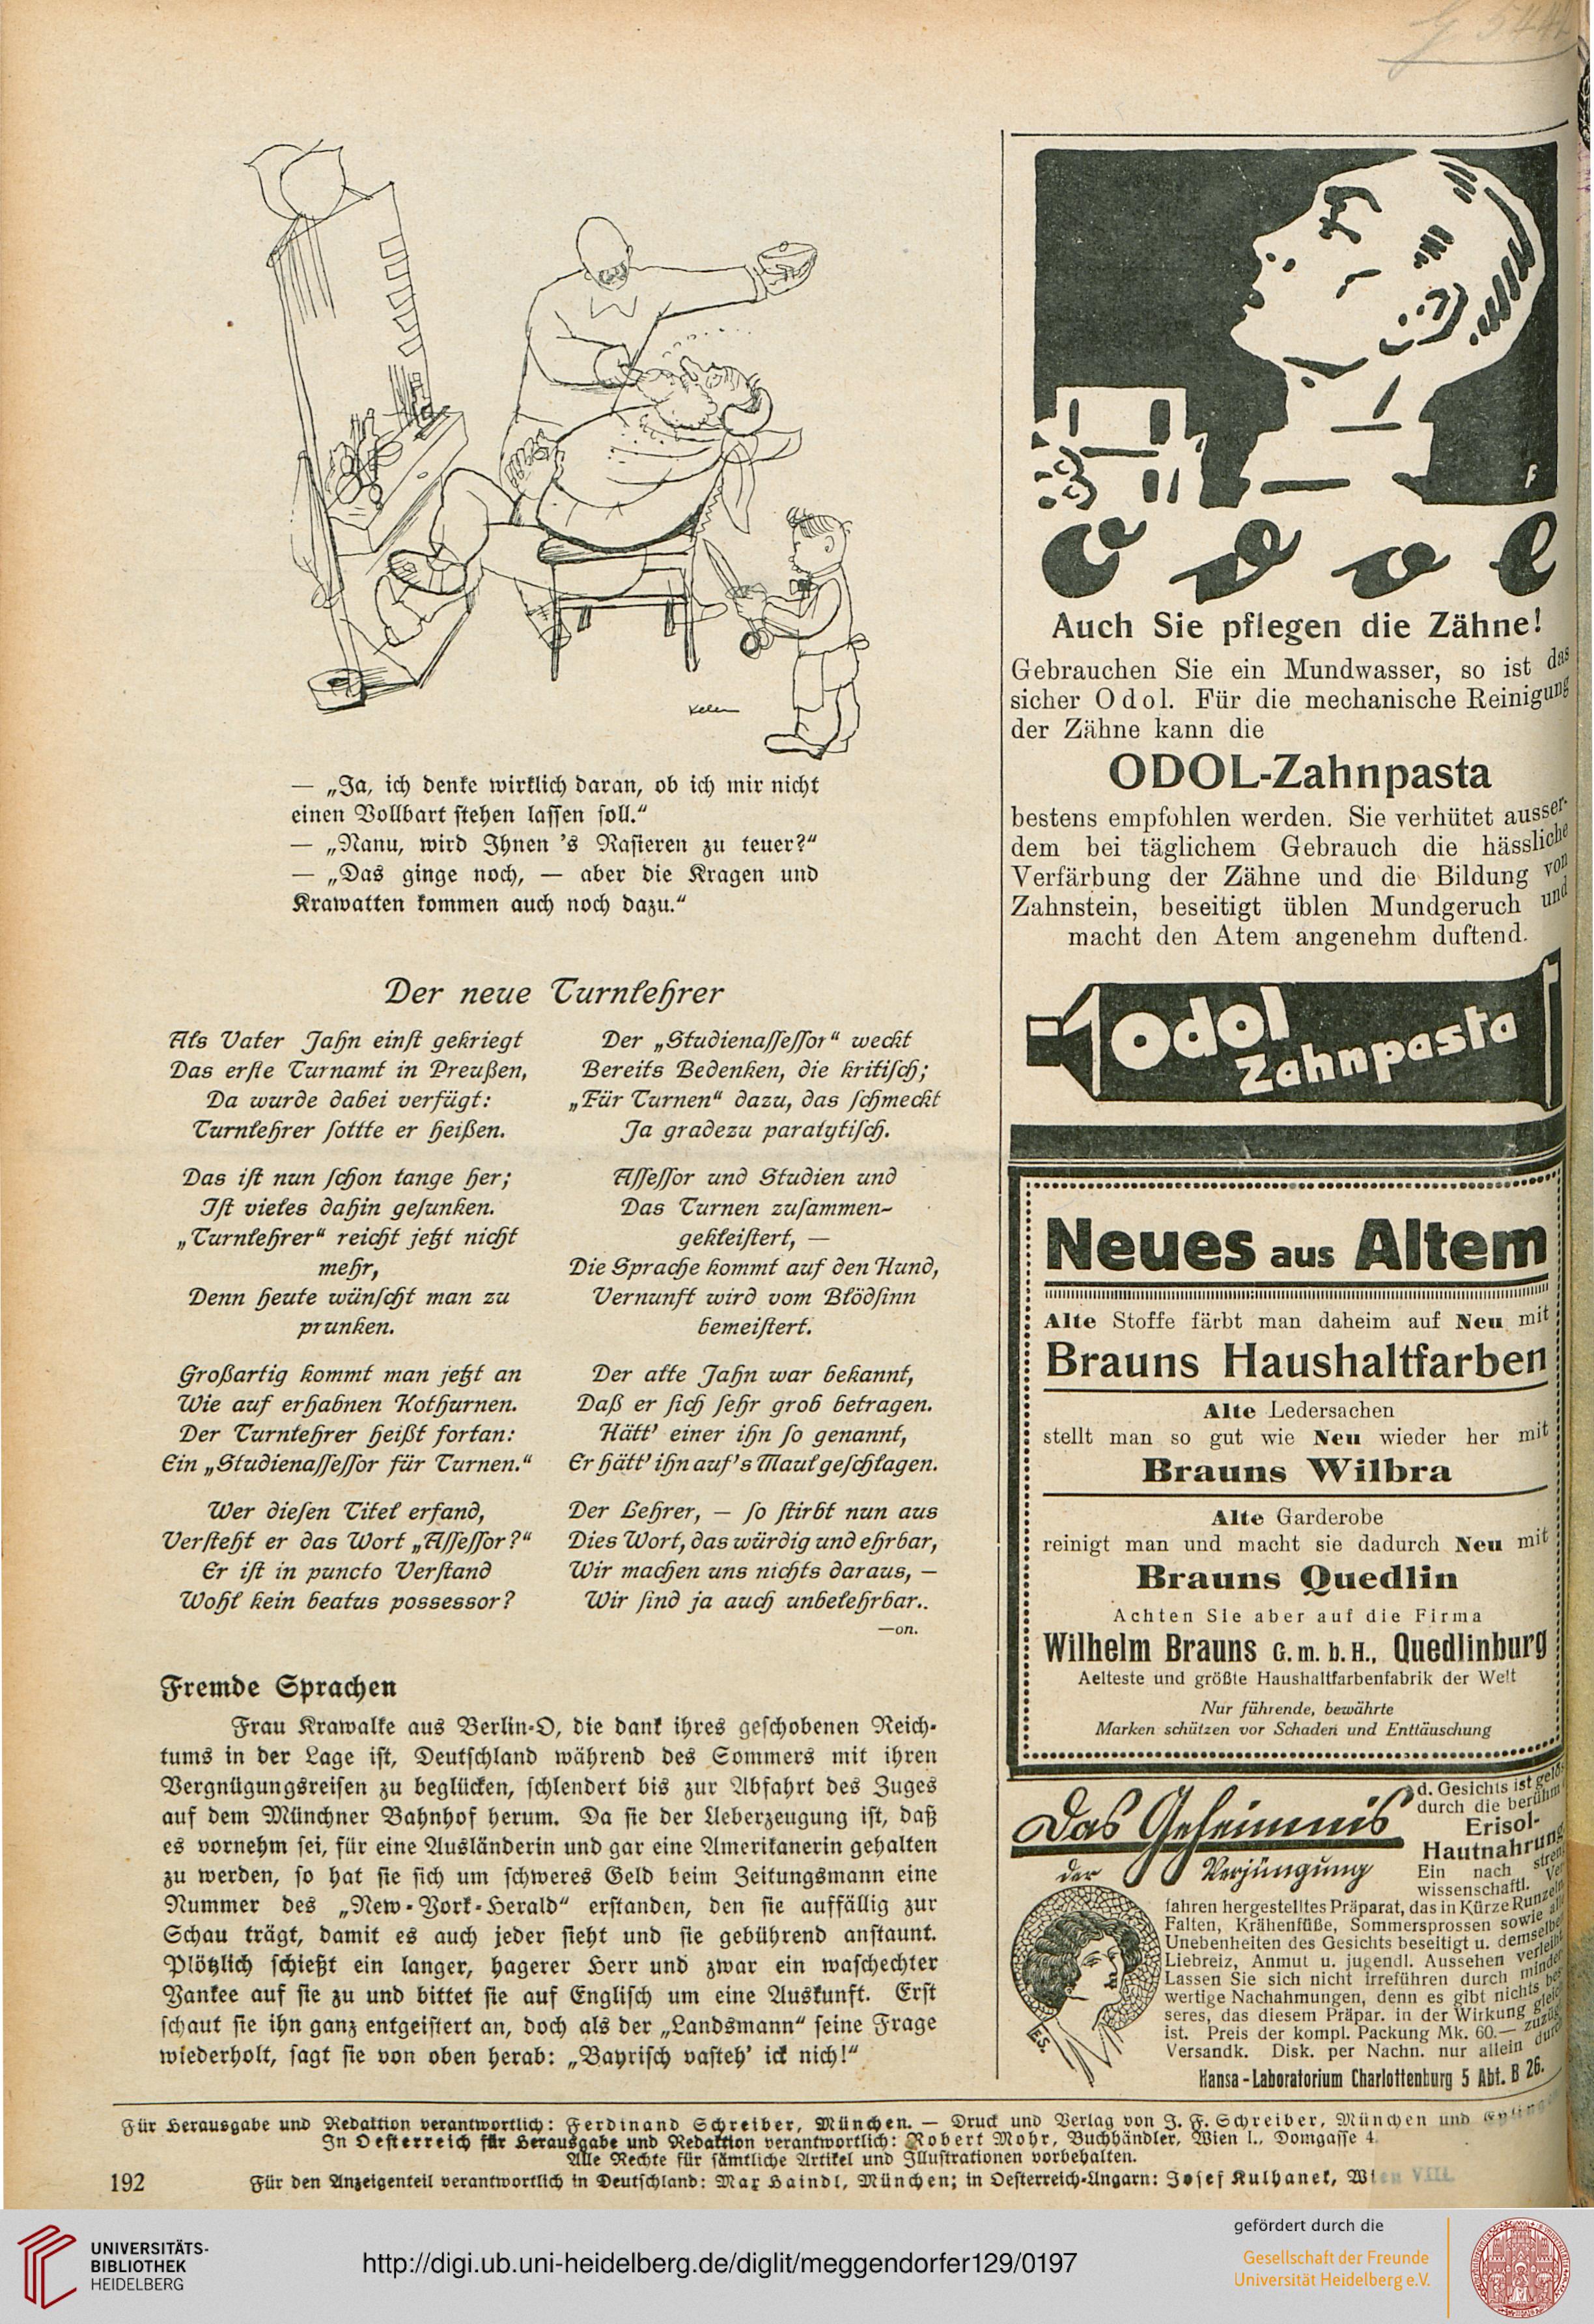 G 5442
Kelen
— „Ja, ich denke wirklich daran, ob ich mir nicht
einen Vollbart stehen lassen soll.“
— „Nanu, wird Ihnen 's Rasieren zu teuer?“
— „Das ginge noch, — aber die Kragen und
Krawatten kommen auch noch dazu.“
Der neue Turnlehrer
Als Vater Jahn einst gekriegt
Das erste Turnamt in Preußen,
Da wurde dabei verfügt:
Turnlehrer sollte er heißen.
Das ist nun schon lange her;
Ist vieles dahin gesunken.
„Turnlehrer“ reicht jetzt nicht
mehr,
Denn heute wünscht man zu
prunken.
Großartig kommt man jetzt an
Wie auf erhabnen Kothurnen.
Der Turnlehrer heißt fortan:
Ein „Studienassessor für Turnen.“
Wer diesen Titel erfand,
Versteht er das Wort „Assessor?“
Er ist in puncto Verstand
Wohl kein beatus possessor?
Der „Studienassessor“ weckt
Bereits Bedenken, die kritisch;
„Für Turnen“ dazu, das schmeckt
Ja gradezu paralytisch.
Assessor und Studien und
Das Turnen zusammen-
gekleistert, —
Die Sprache kommt auf den Hund,
Vernunft wird vom Blödsinn
bemeistert.
Der alte Jahn war bekannt,
Daß er sich sehr grob betragen.
Hätt' einer ihn so genannt,
Er hätt' ihn auf's Maul geschlagen.
Der Lehrer, — so stirbt nun aus
Dies Wort, das würdig und ehrbar,
Wir machen uns nichts daraus, —
Wir sind ja auch unbelehrbar..
—on.
Fremde Sprachen
Frau Krawalke aus Berlin-O, die dank ihres geschobenen Reich-
tums in der Lage ist, Deutschland während des Sommers mit ihren
Vergnügungsreisen zu beglücken, schlendert bis zur Abfahrt des Zuges
auf dem Münchner Bahnhof herum. Da sie der Ueberzeugung ist, daß
es vornehm sei, für eine Ausländerin und gar eine Amerikanerin gehalten
zu werden, so hat sie sich um schweres Geld beim Zeitungsmann eine
Nummer des „New-York-Herald“ erstanden, den sie auffällig zur
Schau trägt, damit es auch jeder sieht und sie gebührend anstaunt.
Plötzlich schießt ein langer, hagerer Herr und zwar ein waschechter
Yankee auf sie zu und bittet sie auf Englisch um eine Auskunft. Erst
schaut sie ihn ganz entgeistert an, doch als der „Landsmann“ seine Frage
wiederholt, sagt sie von oben herab: „Bayrisch vasteh' ick nich!“
F
Odol
Auch Sie pflegen die Zähne!
Gebrauchen Sie ein Mundwasser, so ist das
sicher Odol. Für die mechanische Reinigung
der Zähne kann die
ODOL-Zahnpasta
bestens empfohlen werden. Sie verhütet ausser-
dem bei täglichem Gebrauch die hässliche
Verfärbung der Zähne und die Bildung von
Zahnstein, beseitigt üblen Mundgeruch und
macht den Atem angenehm duftend.
Odol
Zahnpasta
Neues aus Altem
Alte Stoffe färbt man daheim auf Neu mit
Brauns Haushaltfarben
Alte Ledersachen
stellt man so gut wie Neu wieder her mit
Brauns Wilbra
Alte Garderobe
reinigt man und macht sie dadurch Neu mit
Brauns Quedlin
Achten Sie aber auf die Firma
Wilhelm Brauns G. m. b. H., Quedlinburg
Aelteste und größte Haushaltfarbenfabrik der Welt
Nur führende, bewährte
Marken schützen vor Schaden und Enttäuschung
Das Geheimnis
der Verjüngung
d. Gesichts ist gelöst
durch die berühmt
Erisol-
Hautnahrung
Ein nach streng
wissenschaftl. Ver
fahren hergestelltes Präparat, das in Kürze Runzeln
Falten, Krähenfüße, Sommersprossen sowie alle
Unebenheiten des Gesichts beseitigt u. demselben
Liebreiz, Anmut u. jugendl. Aussehen verleiht
Lassen Sie sich nicht irreführen durch minder
wertige Nachahmungen, denn es gibt nichts bes
seres, das diesem Präpar. in der Wirkung gleich
ist. Preis der kompl. Packung Mk. 60.— zuzügl
Versandk. Disk. per Nachn. nur allein durch
Hansa-Laboratorium Charlottenburg 5 Abt. B 26.
E.S.
Für Herausgabe und Redaktion verantwortlich: Ferdinand Schreiber, München. — Druck und Verlag von J. F. Schreiber, München und
In Oesterreich für Herausgabe und Redaktion verantwortlich: Robert Mohr, Buchhändler, Wien I., Domgasse 4
Alle Rechte für sämtliche Artikel und Illustrationen vorbehalten.
192 Für den Anzeigenteil verantwortlich in Deutschland: Max Haindl, München; in Oesterreich-Ungarn: Josef Kulhanek, Wien VIII.
UNIVERSITÄTS-
BIBLIOTHEK
HEIDELBERG
http://digi.ub.uni-heidelberg.de/diglit/meggendorfer129/0197
gefördert durch die
Gesellschaft der Freunde
Universität Heidelberg e.V.